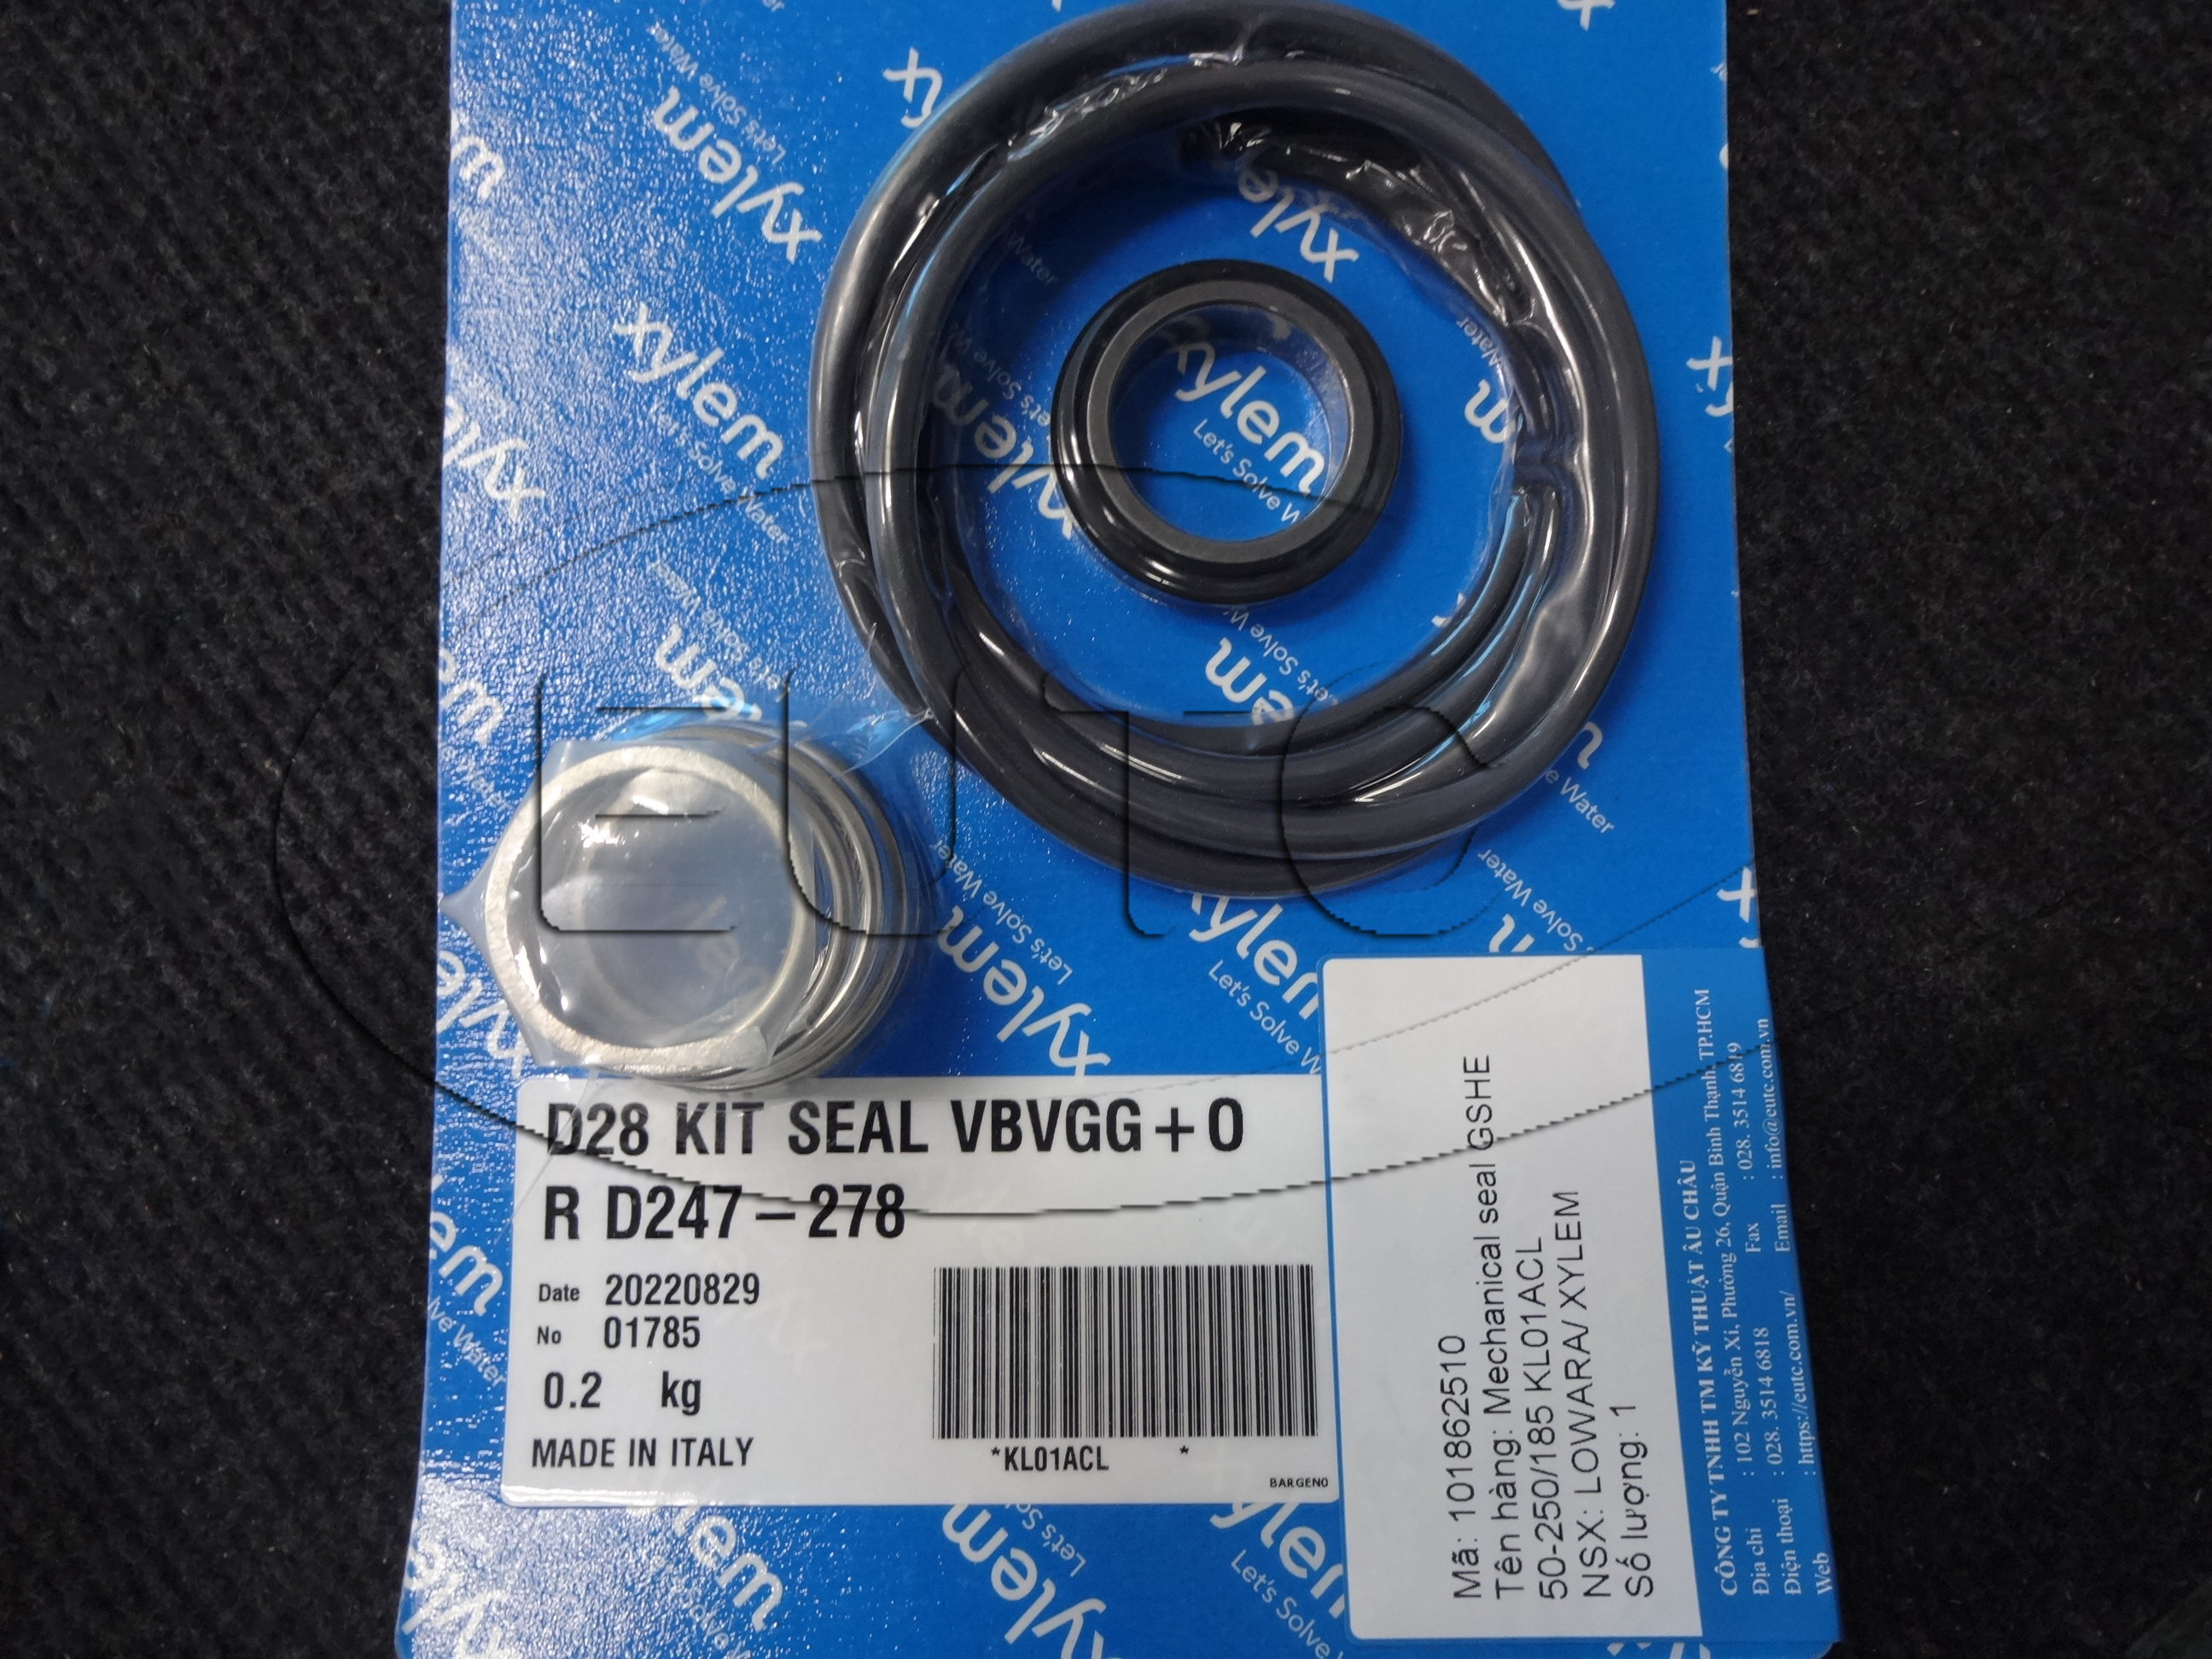 xylem
Let's Solve Water
EUTC
D28 KIT SEAL VBVGG+O
R D247-278
Date 20220829
No 01785
0.2 kg
MADE IN ITALY
*KL01ACL *
BARGENO
Mã: 101862510
Tên hàng: Mechanical seal GSHE
50-250/185 KL01ACL
NSX: LOWARA/ XYLEM
Số lượng: 1
CÔNG TY TNHH TM KỸ THUẬT ÂU CHÂU
Địa chỉ : 102 Nguyễn Xí, Phường 26, Quận Bình Thạnh TP.HCM
Điện thoại : 028. 3514 6818 Fax : 028. 3514 6819
Web : https://eutc.com.vn/ Email : info@eutc.com.vn